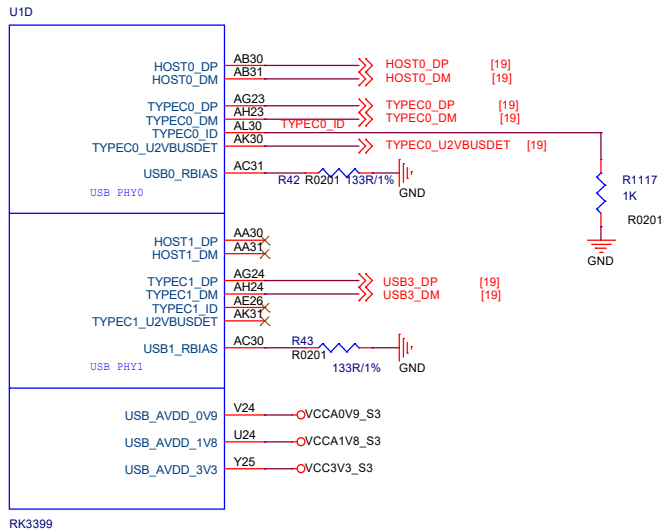 U1D
HOST0_DP AB30 HOST0_DP [19]
HOST0_DM AB31 HOST0_DM [19]
TYPEC0_DP AG23 TYPEC0_DP [19]
TYPEC0_DM AH23 TYPEC0_DM [19]
TYPEC0_ID AL30 TYPEC0_ID
TYPEC0_U2VBUSDET AK30 TYPEC0_U2VBUSDET [19]
USB0_RBIAS AC31 R42 R0201 133R/1% GND
R1117
1K
R0201
GND
USB PHY0
HOST1_DP AA30
HOST1_DM AA31
TYPEC1_DP AG24 USB3_DP [19]
TYPEC1_DM AH24 USB3_DM [19]
TYPEC1_ID AE26
TYPEC1_U2VBUSDET AK31
USB1_RBIAS AC30 R43
R0201
133R/1% GND
USB PHY1
USB_AVDD_0V9 V24 VCCA0V9_S3
USB_AVDD_1V8 U24 VCCA1V8_S3
USB_AVDD_3V3 Y25 VCC3V3_S3
RK3399